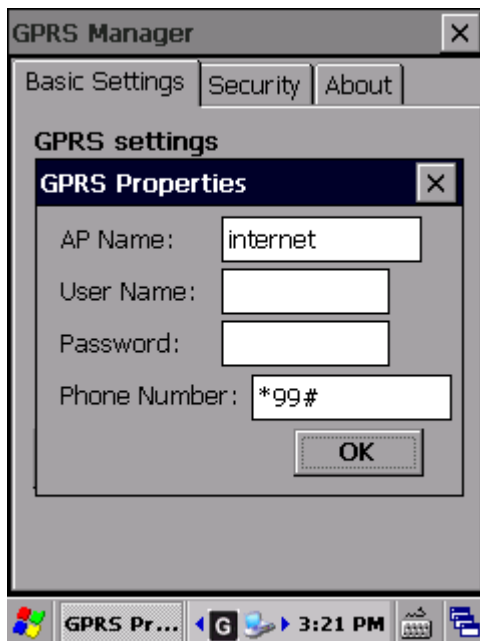 GPRS Manager
Basic Settings Security About
GPRS settings
GPRS Properties
AP Name: internet
User Name:
Password:
Phone Number: *99#
OK
GPRS Pr... G 3:21 PM